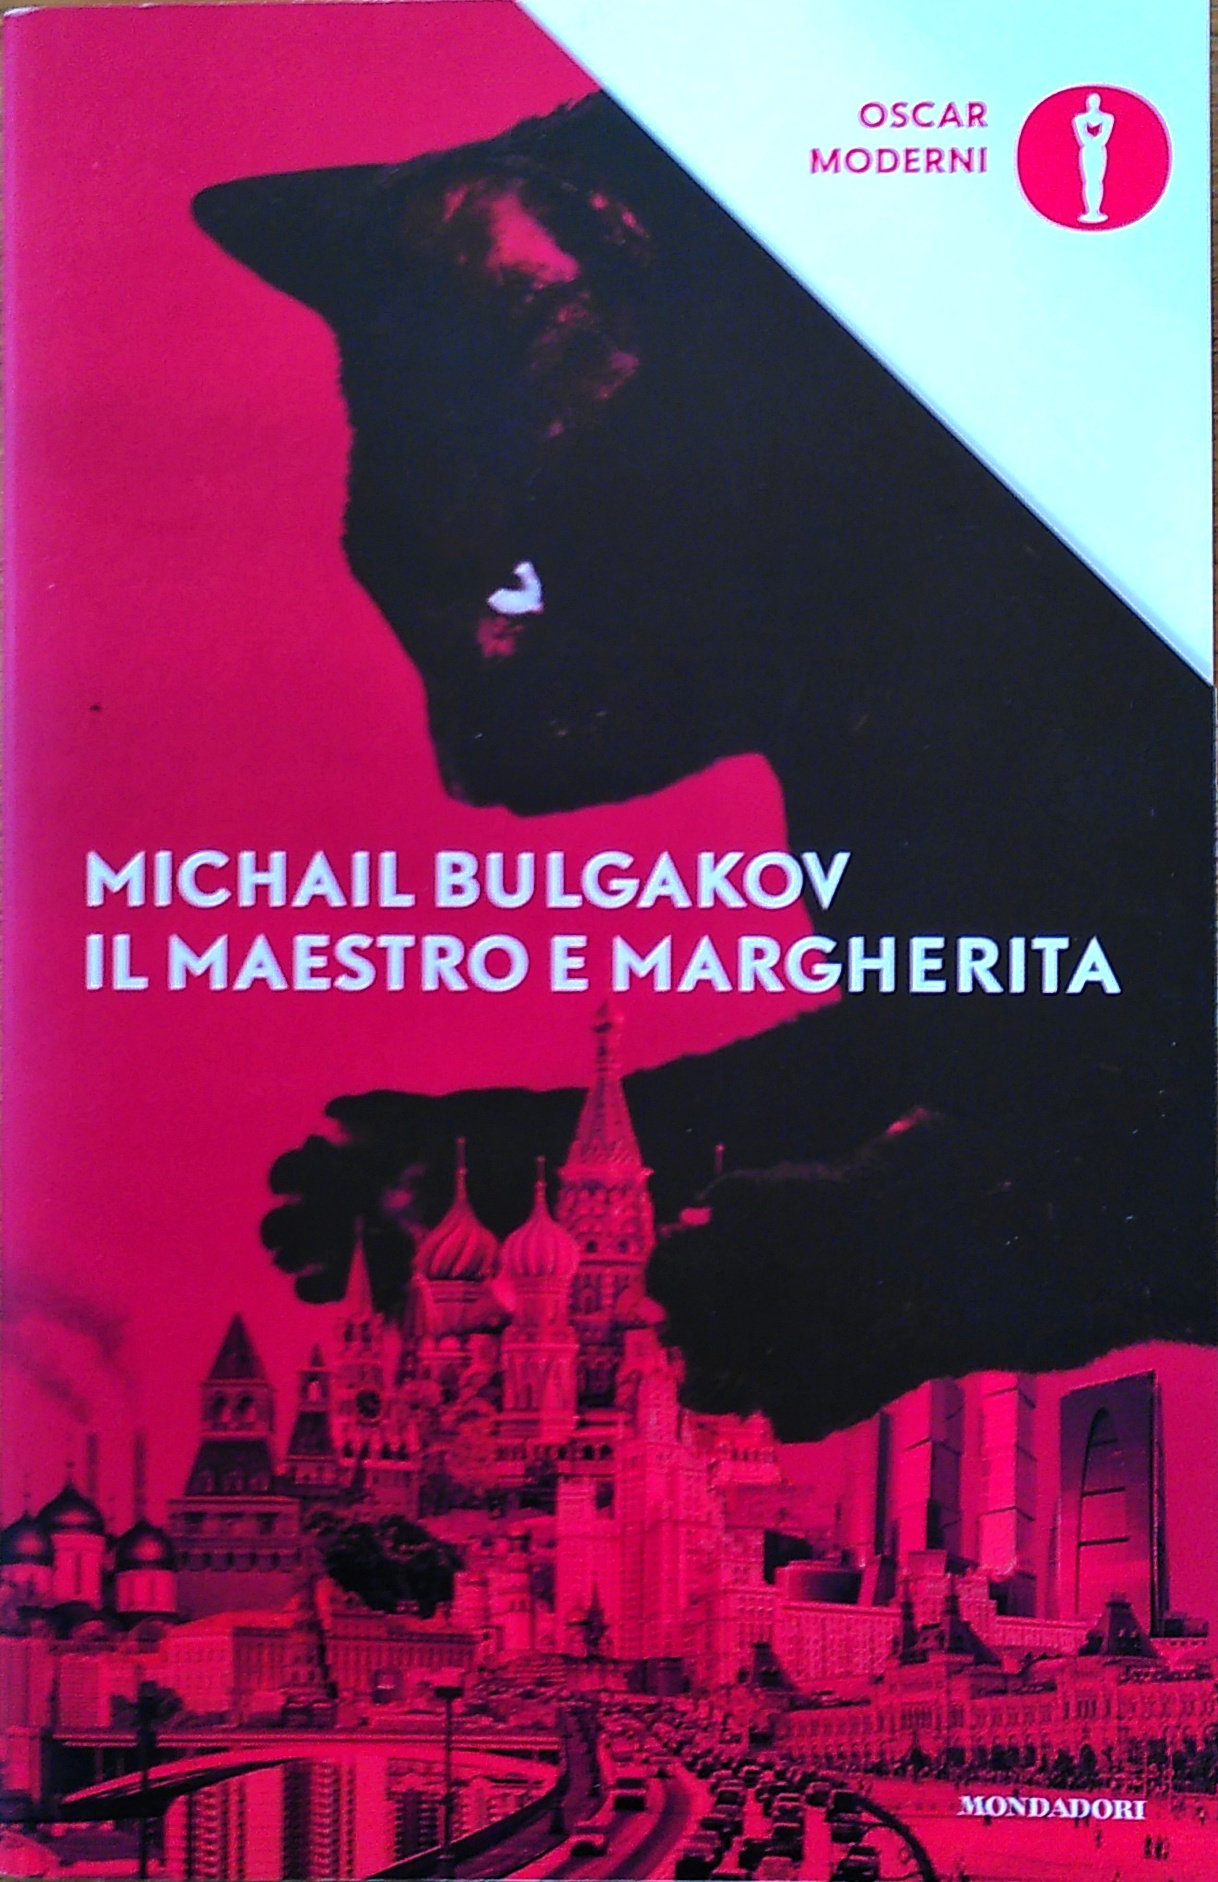 OSCAR
MODERNI
MICHAIL BULGAKOV
IL MAESTRO E MARGHERITA
MONDADORI